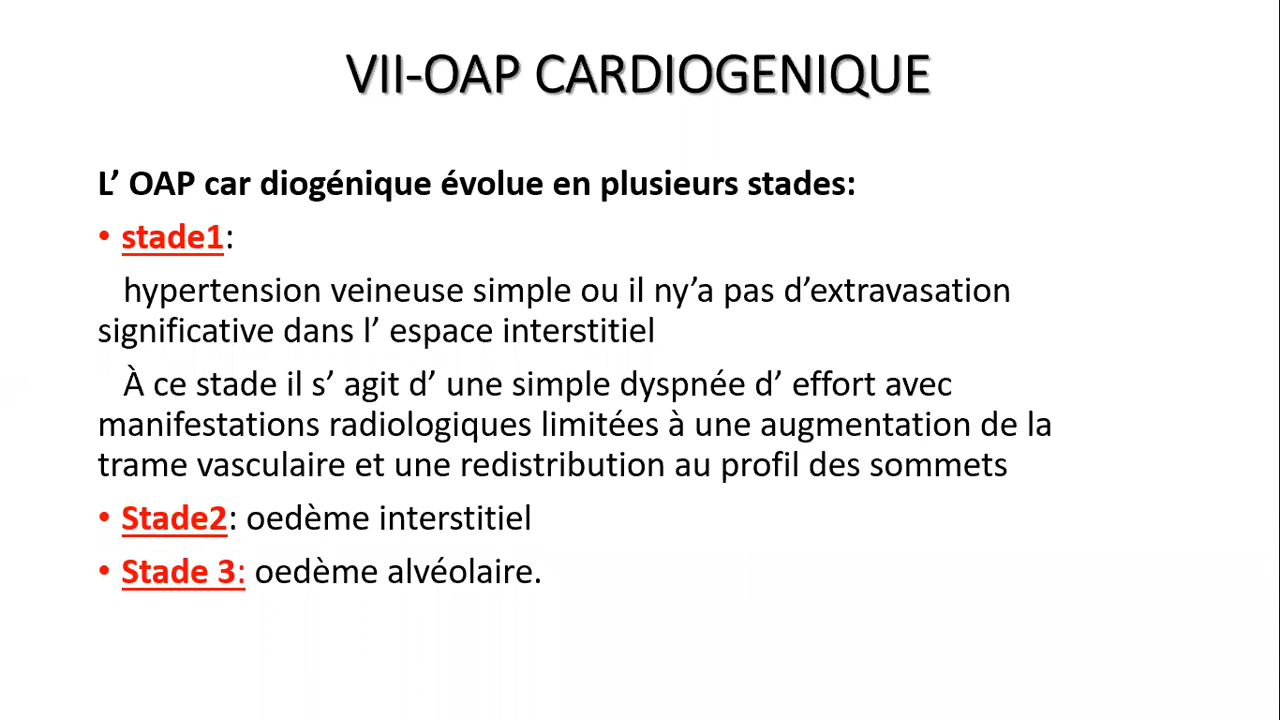 VII-OAP CARDIOGENIQUE
L’ OAP car diogénique évolue en plusieurs stades:
• stade1:
hypertension veineuse simple ou il ny’a pas d’extravasation
significative dans l’ espace interstitiel
À ce stade il s’ agit d’ une simple dyspnée d’ effort avec
manifestations radiologiques limitées à une augmentation de la
trame vasculaire et une redistribution au profil des sommets
• Stade2: oedème interstitiel
• Stade 3: oedème alvéolaire.